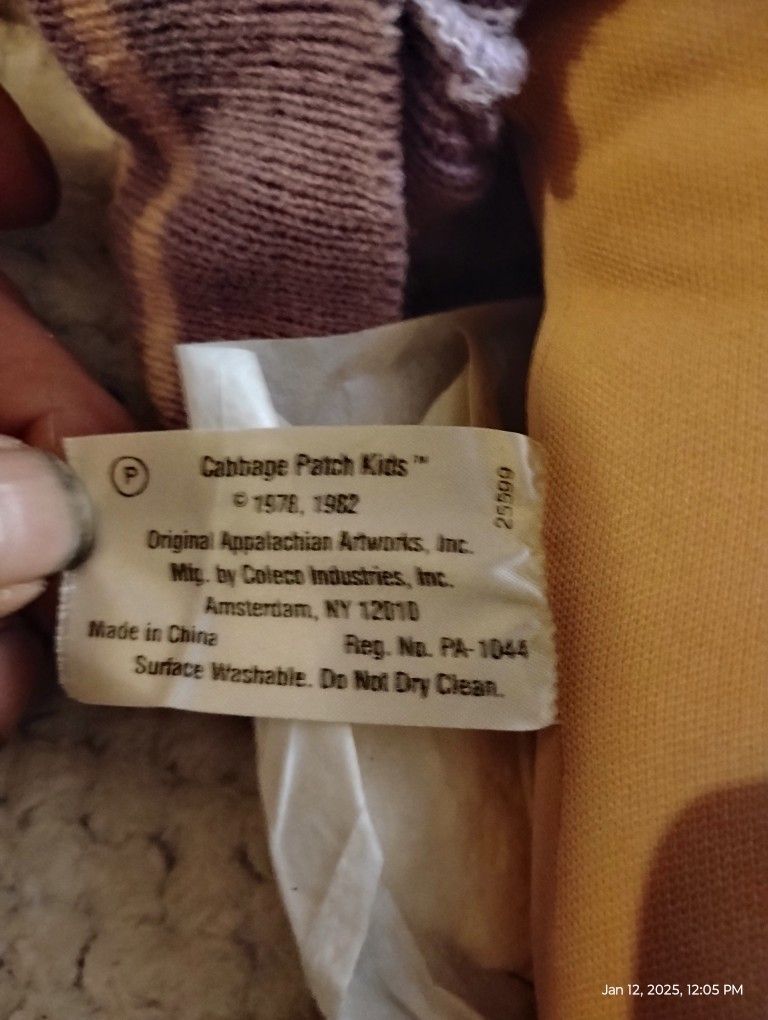 P
Cabbage Patch Kids™
© 1978, 1982
25599
Original Appalachian Artworks, Inc.
Mfg. by Coleco Industries, Inc.
Amsterdam, NY 12010
Made in China Reg. No. PA-1044
Surface Washable. Do Not Dry Clean.
Jan 12, 2025, 12:05 PM